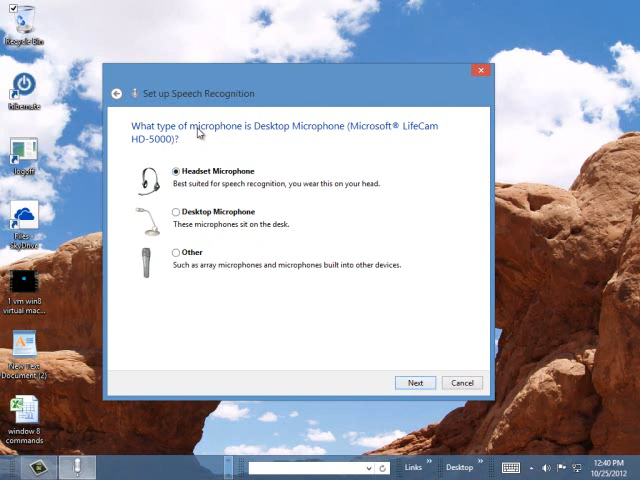 Recycle Bin
Hibernate
logoff
Files - SkyDrive
1 vm win8
virtual mac...
New Text
Document (2)
window 8
commands
Set up Speech Recognition
What type of microphone is Desktop Microphone (Microsoft® LifeCam
HD-5000)?
Headset Microphone
Best suited for speech recognition, you wear this on your head.
Desktop Microphone
These microphones sit on the desk.
Other
Such as array microphones and microphones built into other devices.
Next
Cancel
Links
Desktop
12:40 PM
10/25/2012